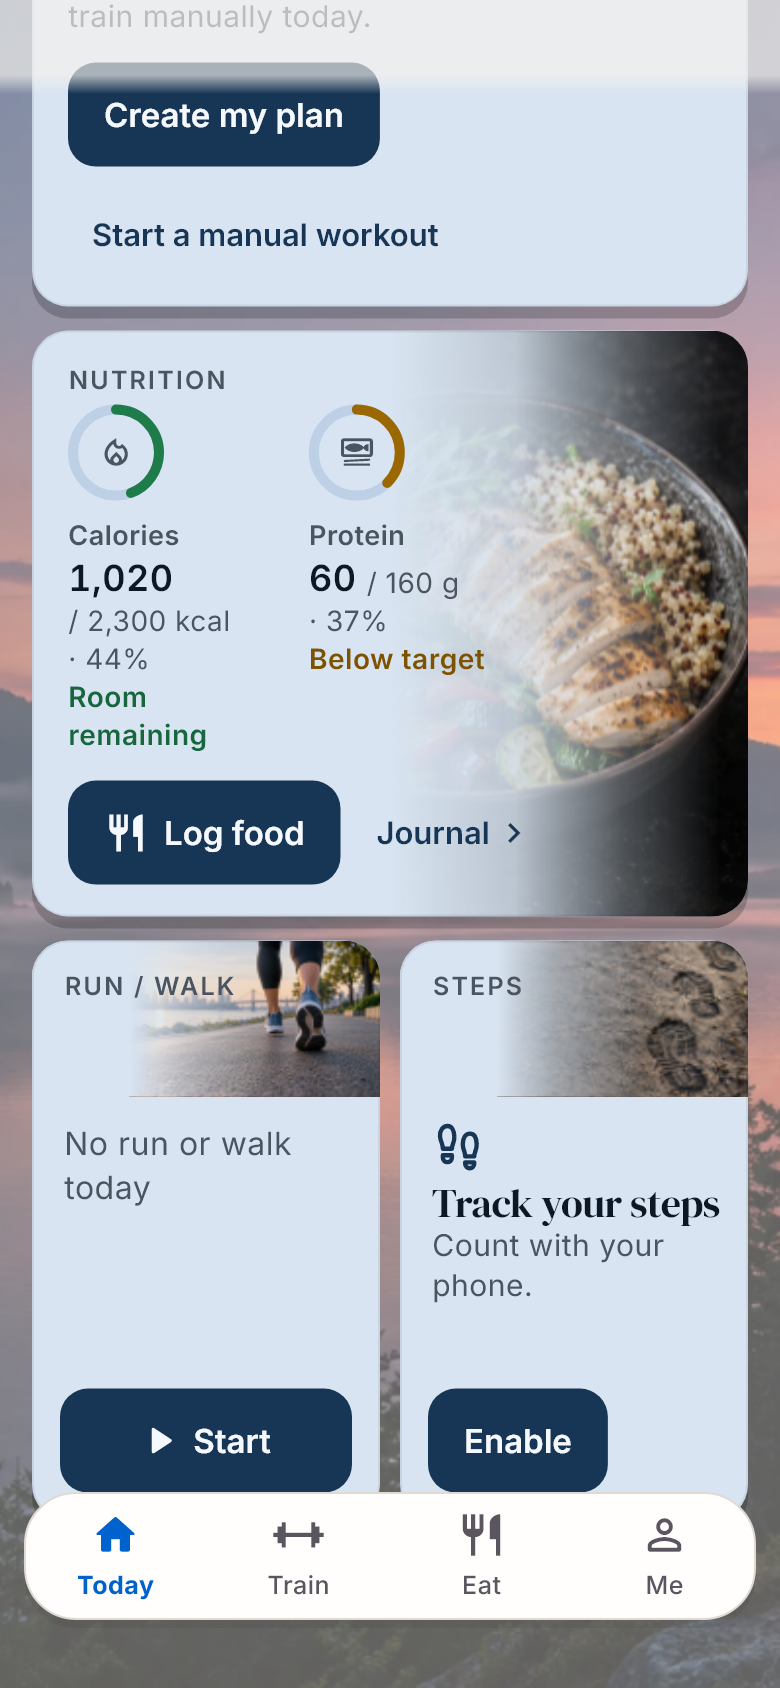 train manually today.
Create my plan
Start a manual workout
NUTRITION
Calories
1,020
/ 2,300 kcal
· 44%
Room
remaining
Protein
60 / 160 g
· 37%
Below target
Log food
Journal
RUN / WALK
No run or walk
today
Start
STEPS
Track your steps
Count with your
phone.
Enable
Today
Train
Eat
Me